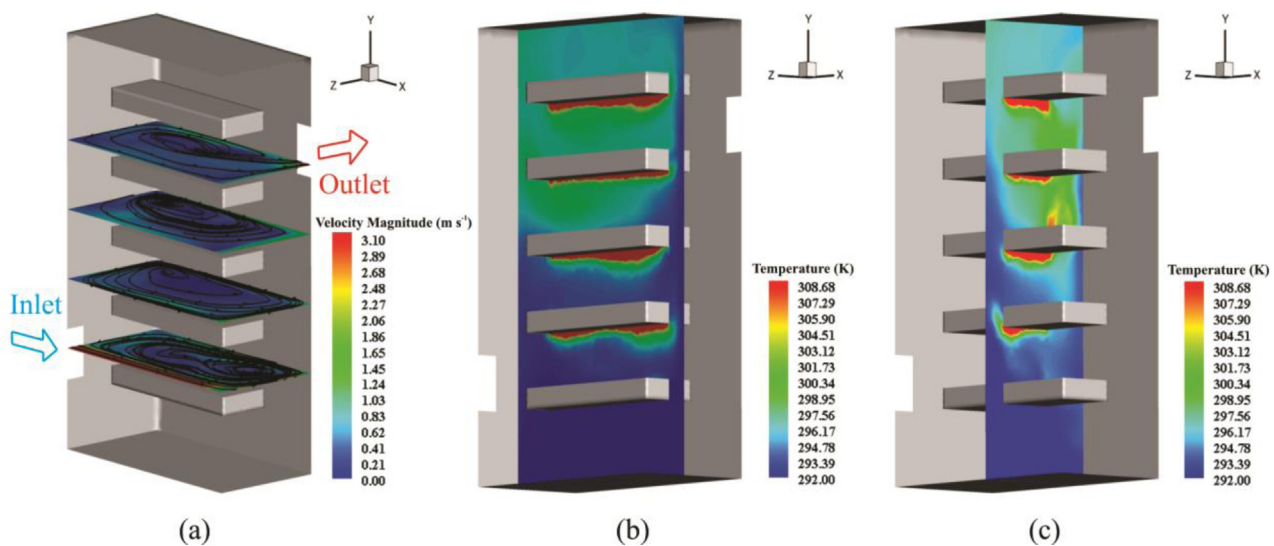 Y
Z
X
Outlet
Velocity Magnitude (m s⁻¹)
3.10
2.89
2.68
2.48
2.27
2.06
1.86
1.65
1.45
1.24
1.03
0.83
0.62
0.41
0.21
0.00
Inlet
(a)
Y
Z
X
Temperature (K)
308.68
307.29
305.90
304.51
303.12
301.73
300.34
298.95
297.56
296.17
294.78
293.39
292.00
(b)
Y
Z
X
Temperature (K)
308.68
307.29
305.90
304.51
303.12
301.73
300.34
298.95
297.56
296.17
294.78
293.39
292.00
(c)